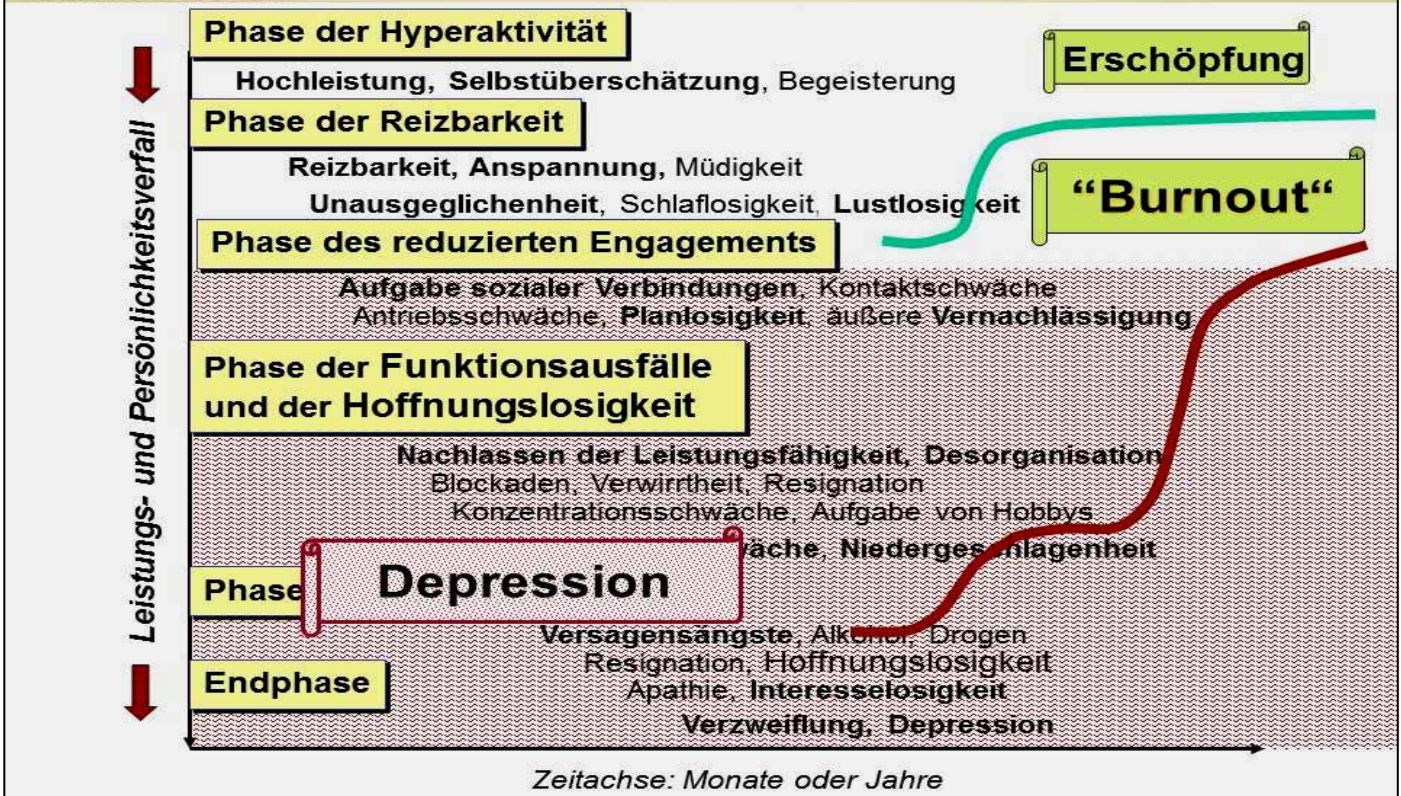 Phase der Hyperaktivität
Erschöpfung
Hochleistung, Selbstüberschätzung, Begeisterung
Phase der Reizbarkeit
Reizbarkeit, Anspannung, Müdigkeit
Unausgeglichenheit, Schlaflosigkeit, Lustlosigkeit
“Burnout“
Phase des reduzierten Engagements
Aufgabe sozialer Verbindungen, Kontaktschwäche
Antriebsschwäche, Planlosigkeit, äußere Vernachlässigung
Phase der Funktionsausfälle
und der Hoffnungslosigkeit
Nachlassen der Leistungsfähigkeit, Desorganisation
Blockaden, Verwirrtheit, Resignation
Konzentrationsschwäche, Aufgabe von Hobbys
Niedergeschlagenheit
Phase
Depression
Versagensängste, Alkohol, Drogen
Resignation, Hoffnungslosigkeit
Endphase
Apathie, Interesselosigkeit
Verzweiflung, Depression
Leistungs- und Persönlichkeitsverfall
Zeitachse: Monate oder Jahre